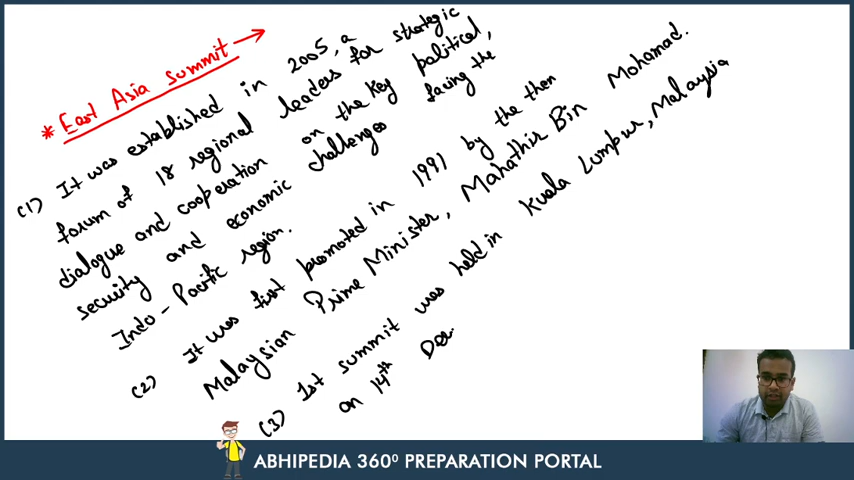 * East Asia Summit →
(1) It was established in 2005, a
forum of 18 regional leaders for strategic
dialogue and cooperation on the key political,
security and economic challenges facing the
Indo-Pacific region.
(2) It was first promoted in 1991 by the then
Malaysian Prime Minister, Mahathir Bin Mohamad.
(3) 1st summit was held in Kuala Lumpur, Malaysia
on 14th Dec
ABHIPEDIA 360° PREPARATION PORTAL